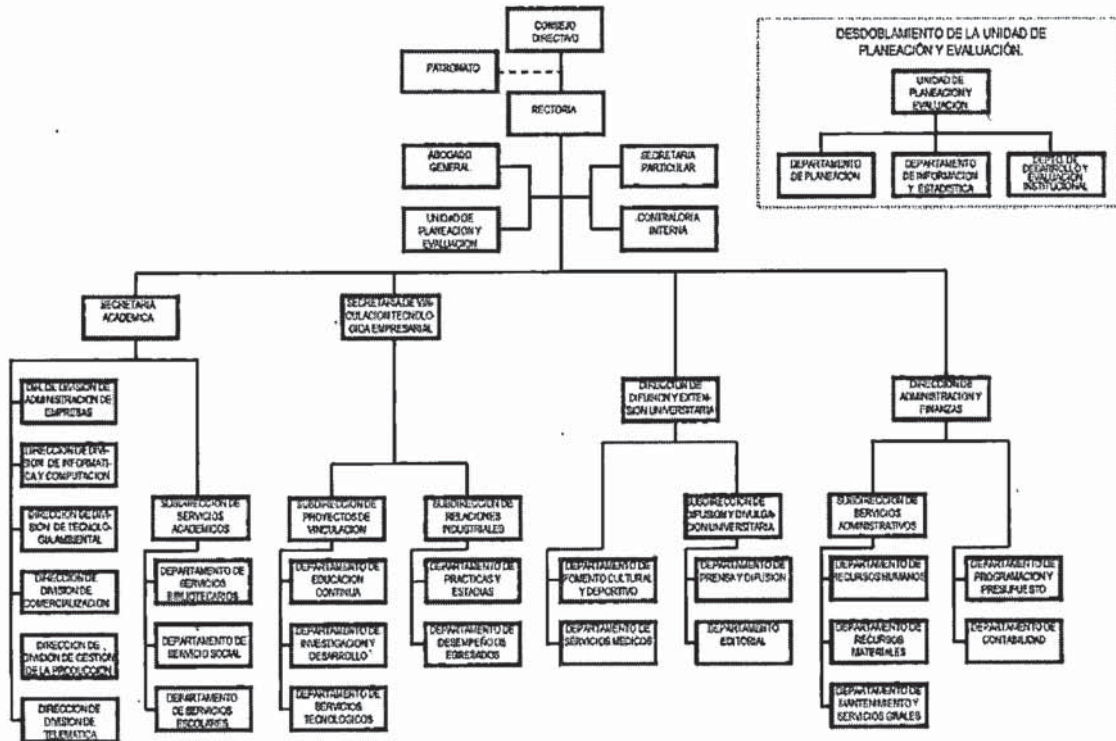 CONSEJO
DIRECTIVO
PATRONATO
RECTORIA
ABOGADO
GENERAL
SECRETARIA
PARTICULAR
UNIDAD DE
PLANEACION Y
EVALUACION
CONTRALORIA
INTERNA
DESDOBLAMIENTO DE LA UNIDAD DE
PLANEACIÓN Y EVALUACIÓN.
UNIDAD DE
PLANEACION Y
EVALUACION
DEPARTAMENTO
DE PLANEACION
DEPARTAMENTO
DE INFORMACION
Y ESTADISTICA
DEPTO. DE
DESARROLLO Y
EVALUACION
INSTITUCIONAL
SECRETARIA
ACADEMICA
SECRETARIA DE VIN-
CULACION TECNOLO-
GICA EMPRESARIAL
DIRECCION DE
DIFUSION Y EXTEN-
SION UNIVERSITARIA
DIRECCION DE
ADMINISTRACION Y
FINANZAS
DIR. DE DIVISION DE
ADMINISTRACION DE
EMPRESAS
DIRECCION DE DIVI-
SION DE INFORMATI-
CA Y COMPUTACION
DIRECCION DE DIVI-
SION DE TECNOLO-
GIA AMBIENTAL
DIRECCION DE
DIVISION DE
COMERCIALIZACION
DIRECCION DE
DIVISION DE GESTION
DE LA PRODUCCION
DIRECCION DE
DIVISION DE
TELEMATICA
SUBDIRECCION DE
SERVICIOS
ACADEMICOS
DEPARTAMENTO DE
SERVICIOS
BIBLIOTECARIOS
DEPARTAMENTO DE
SERVICIO SOCIAL
DEPARTAMENTO
DE SERVICIOS
ESCOLARES
SUBDIRECCION DE
PROYECTOS DE
VINCULACION
DEPARTAMENTO DE
EDUCACION
CONTINUA
DEPARTAMENTO DE
INVESTIGACION Y
DESARROLLO
DEPARTAMENTO DE
SERVICIOS
TECNOLOGICOS
SUBDIRECCION DE
RELACIONES
INDUSTRIALES
DEPARTAMENTO DE
PRACTICAS Y
ESTADIAS
DEPARTAMENTO DE
DESEMPEÑO DE
EGRESADOS
DEPARTAMENTO DE
FOMENTO CULTURAL
Y DEPORTIVO
DEPARTAMENTO DE
SERVICIOS MEDICOS
SUBDIRECCION DE
DIFUSION Y DIVULGA-
CION UNIVERSITARIA
DEPARTAMENTO DE
PRENSA Y DIFUSION
DEPARTAMENTO
EDITORIAL
SUBDIRECCION DE
SERVICIOS
ADMINISTRATIVOS
DEPARTAMENTO DE
RECURSOS HUMANOS
DEPARTAMENTO DE
RECURSOS
MATERIALES
DEPARTAMENTO DE
MANTENIMIENTO Y
SERVICIOS GRALES
DEPARTAMENTO DE
PROGRAMACION Y
PRESUPUESTO
DEPARTAMENTO
DE CONTABILIDAD